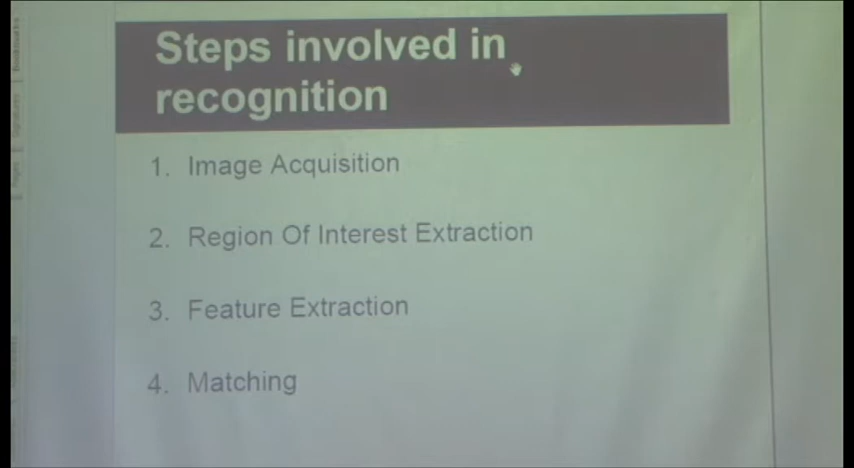 Steps involved in
recognition
1. Image Acquisition
2. Region Of Interest Extraction
3. Feature Extraction
4. Matching